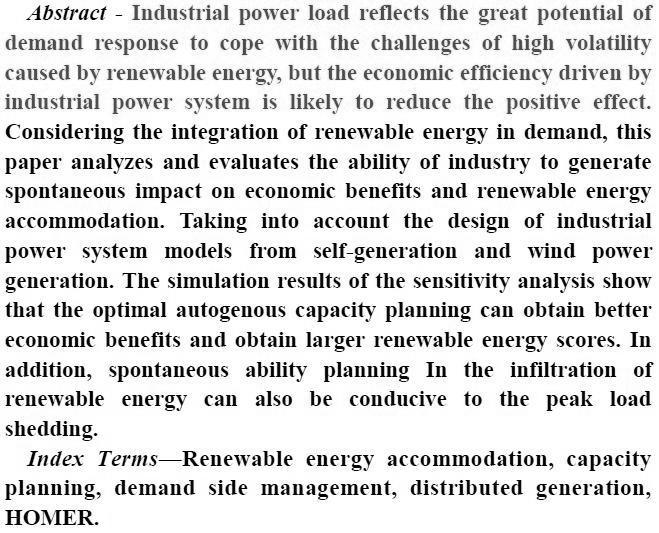 Abstract - Industrial power load reflects the great potential of
demand response to cope with the challenges of high volatility
caused by renewable energy, but the economic efficiency driven by
industrial power system is likely to reduce the positive effect.
Considering the integration of renewable energy in demand, this
paper analyzes and evaluates the ability of industry to generate
spontaneous impact on economic benefits and renewable energy
accommodation. Taking into account the design of industrial
power system models from self-generation and wind power
generation. The simulation results of the sensitivity analysis show
that the optimal autogenous capacity planning can obtain better
economic benefits and obtain larger renewable energy scores. In
addition, spontaneous ability planning In the infiltration of
renewable energy can also be conducive to the peak load
shedding.
Index Terms—Renewable energy accommodation, capacity
planning, demand side management, distributed generation,
HOMER.